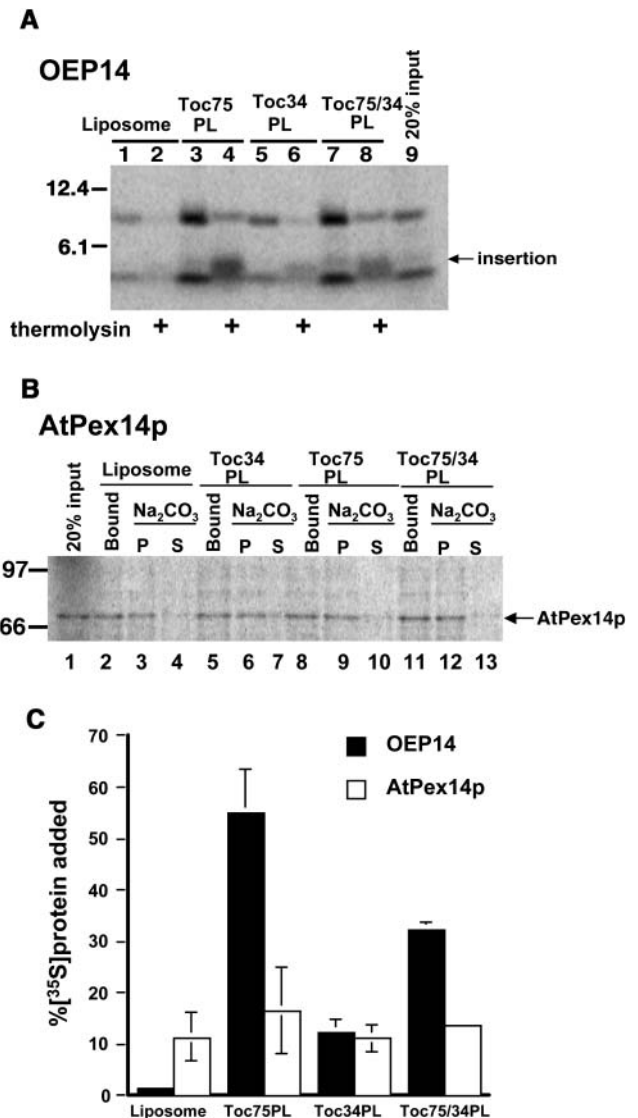 A
OEP14
Liposome Toc75 PL Toc34 PL Toc75/34 PL 20% input
1 2 3 4 5 6 7 8 9
12.4
6.1
insertion
thermolysin + + + +
B
AtPex14p
20% input Liposome Toc34 PL Toc75 PL Toc75/34 PL
Bound Na2CO3 Bound Na2CO3 Bound Na2CO3 Bound Na2CO3
P S P S P S P S
97
66
AtPex14p
1 2 3 4 5 6 7 8 9 10 11 12 13
C
%[35S]protein added
70
60
50
40
30
20
10
0
OEP14
AtPex14p
Liposome Toc75PL Toc34PL Toc75/34PL